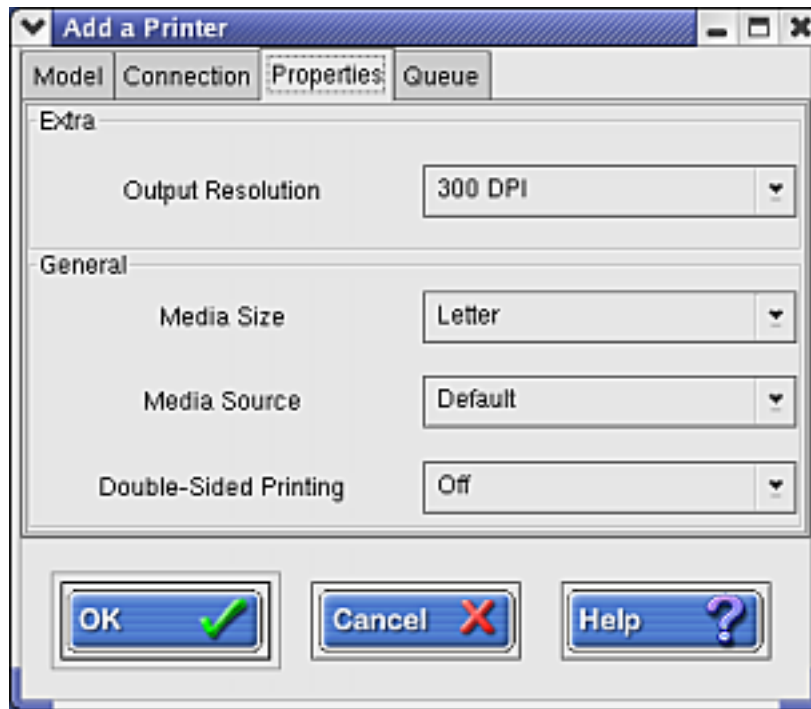 Add a Printer
Model Connection Properties Queue
Extra
Output Resolution 300 DPI
General
Media Size Letter
Media Source Default
Double-Sided Printing Off
OK Cancel Help